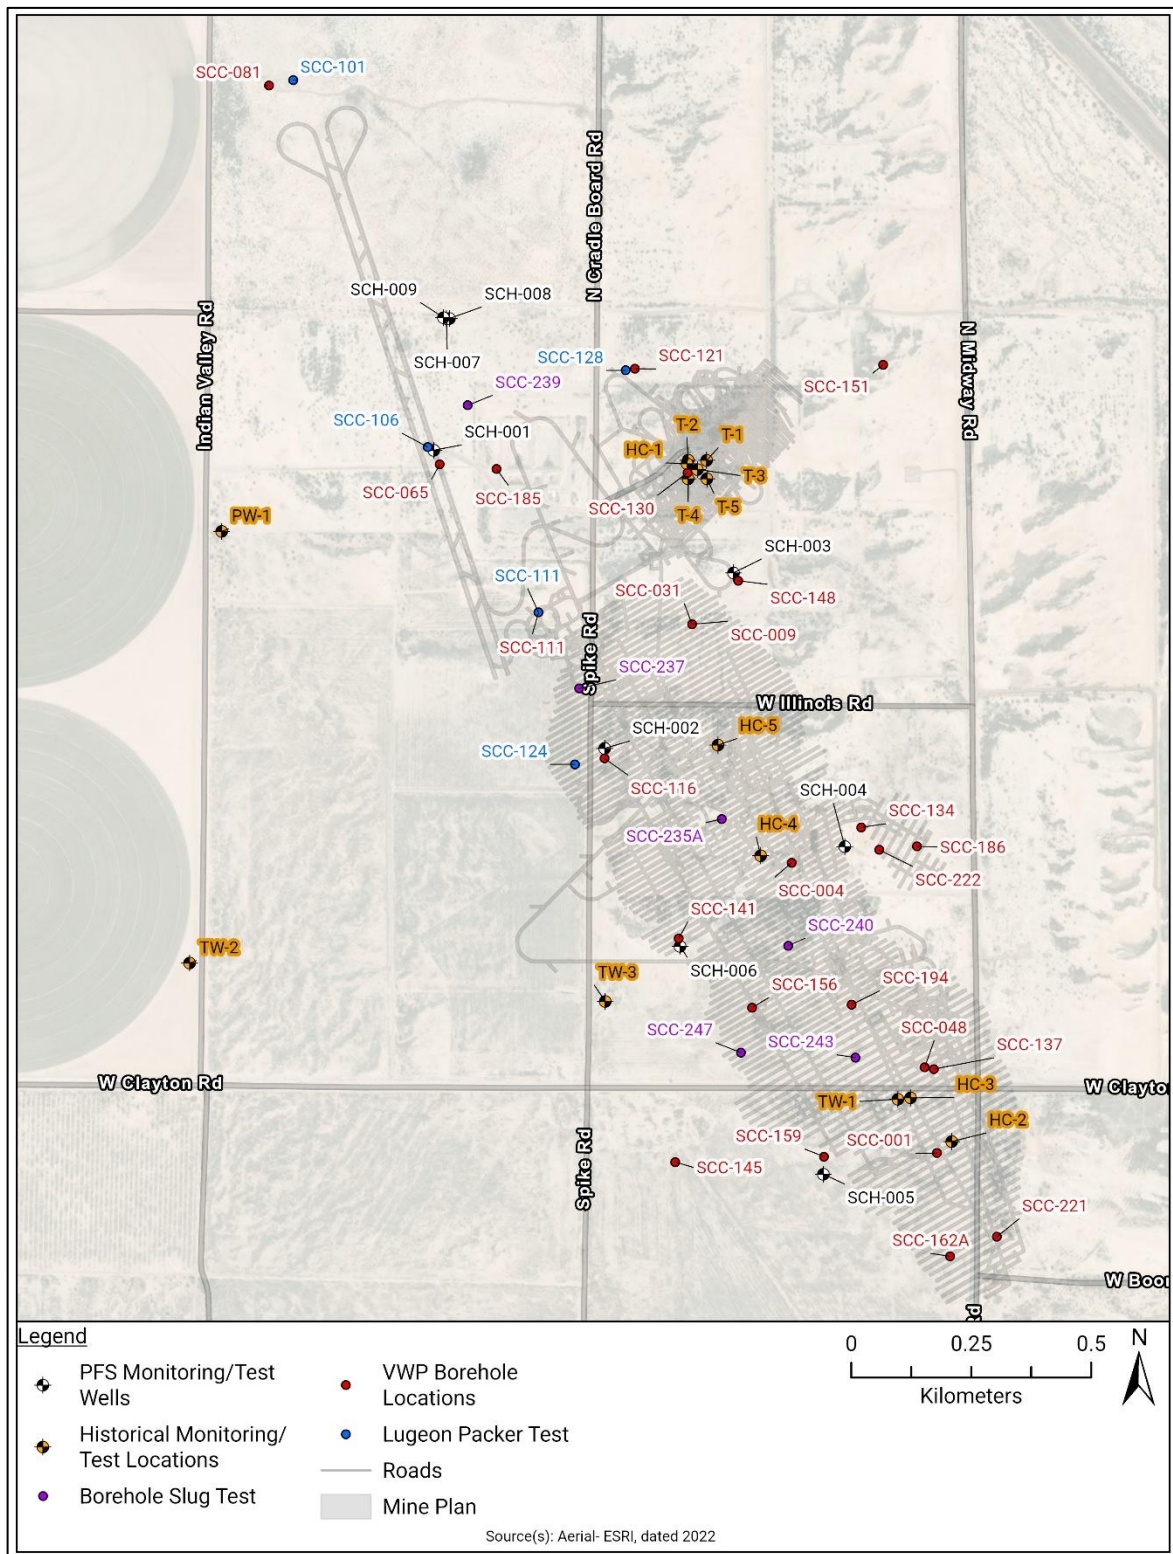 SCC-081
SCC-101
N Cradle Board Rd
SCH-009
SCH-008
SCH-007
Indian Valley Rd
N Midway Rd
SCC-128
SCC-121
SCC-151
SCC-239
SCC-106
SCH-001
T-2
T-1
HC-1
T-3
SCC-065
SCC-185
SCC-130
T-4
T-5
PW-1
SCH-003
SCC-111
SCC-031
SCC-148
SCC-009
SCC-111
Spike Rd
SCC-237
W Illinois Rd
SCH-002
HC-5
SCC-124
SCC-116
SCH-004
SCC-134
SCC-235A
HC-4
SCC-186
SCC-222
SCC-004
SCC-141
SCC-240
TW-2
SCH-006
TW-3
SCC-156
SCC-194
SCC-247
SCC-243
SCC-048
SCC-137
W Clayton Rd
W Clayto
TW-1
HC-3
HC-2
SCC-159
SCC-001
Spike Rd
SCC-145
SCH-005
SCC-221
SCC-162A
W Boo
Rd
Legend
PFS Monitoring/Test
Wells
Historical Monitoring/
Test Locations
Borehole Slug Test
VWP Borehole
Locations
Lugeon Packer Test
Roads
Mine Plan
0 0.25 0.5
Kilometers
N
Source(s): Aerial- ESRI, dated 2022